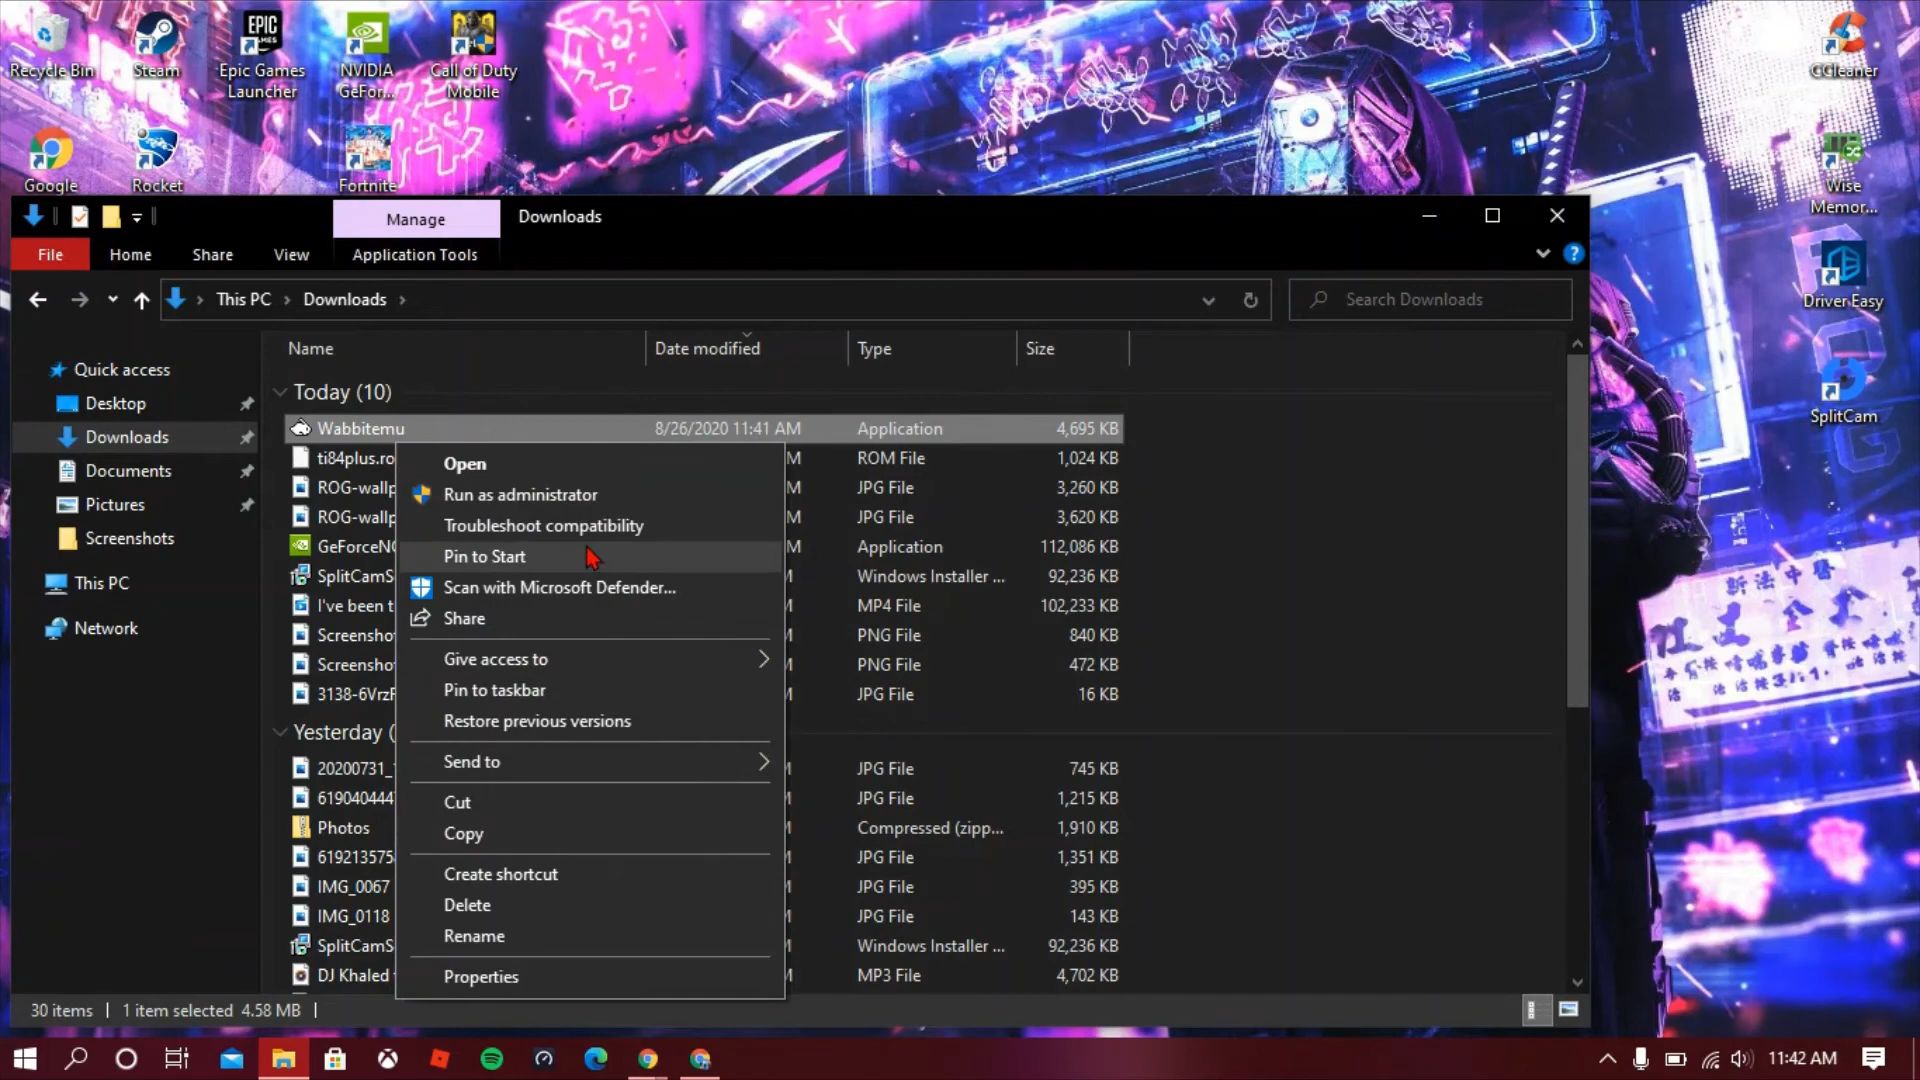 Recycle Bin
Steam
Epic Games
Launcher
NVIDIA
GeFor...
Call of Duty
Mobile
CCleaner
Google
Rocket
Fortnite
Wise
Memor...
Driver Easy
SplitCam
Manage
Downloads
File
Home
Share
View
Application Tools
This PC
Downloads
Search Downloads
Name
Date modified
Type
Size
Quick access
Desktop
Downloads
Documents
Pictures
Screenshots
This PC
Network
Today (10)
Wabbitemu 8/26/2020 11:41 AM Application 4,695 KB
ti84plus.ro M ROM File 1,024 KB
ROG-wallp M JPG File 3,260 KB
ROG-wallp M JPG File 3,620 KB
GeForceN M Application 112,086 KB
SplitCamS Windows Installer ... 92,236 KB
I've been t MP4 File 102,233 KB
Screensho PNG File 840 KB
Screensho PNG File 472 KB
3138-6Vrz JPG File 16 KB
Yesterday (
20200731_ JPG File 745 KB
619040444 JPG File 1,215 KB
Photos Compressed (zipp... 1,910 KB
619213575 JPG File 1,351 KB
IMG_0067 JPG File 395 KB
IMG_0118 JPG File 143 KB
SplitCamS Windows Installer ... 92,236 KB
DJ Khaled MP3 File 4,702 KB
Open
Run as administrator
Troubleshoot compatibility
Pin to Start
Scan with Microsoft Defender...
Share
Give access to
Pin to taskbar
Restore previous versions
Send to
Cut
Copy
Create shortcut
Delete
Rename
Properties
30 items
1 item selected 4.58 MB
11:42 AM